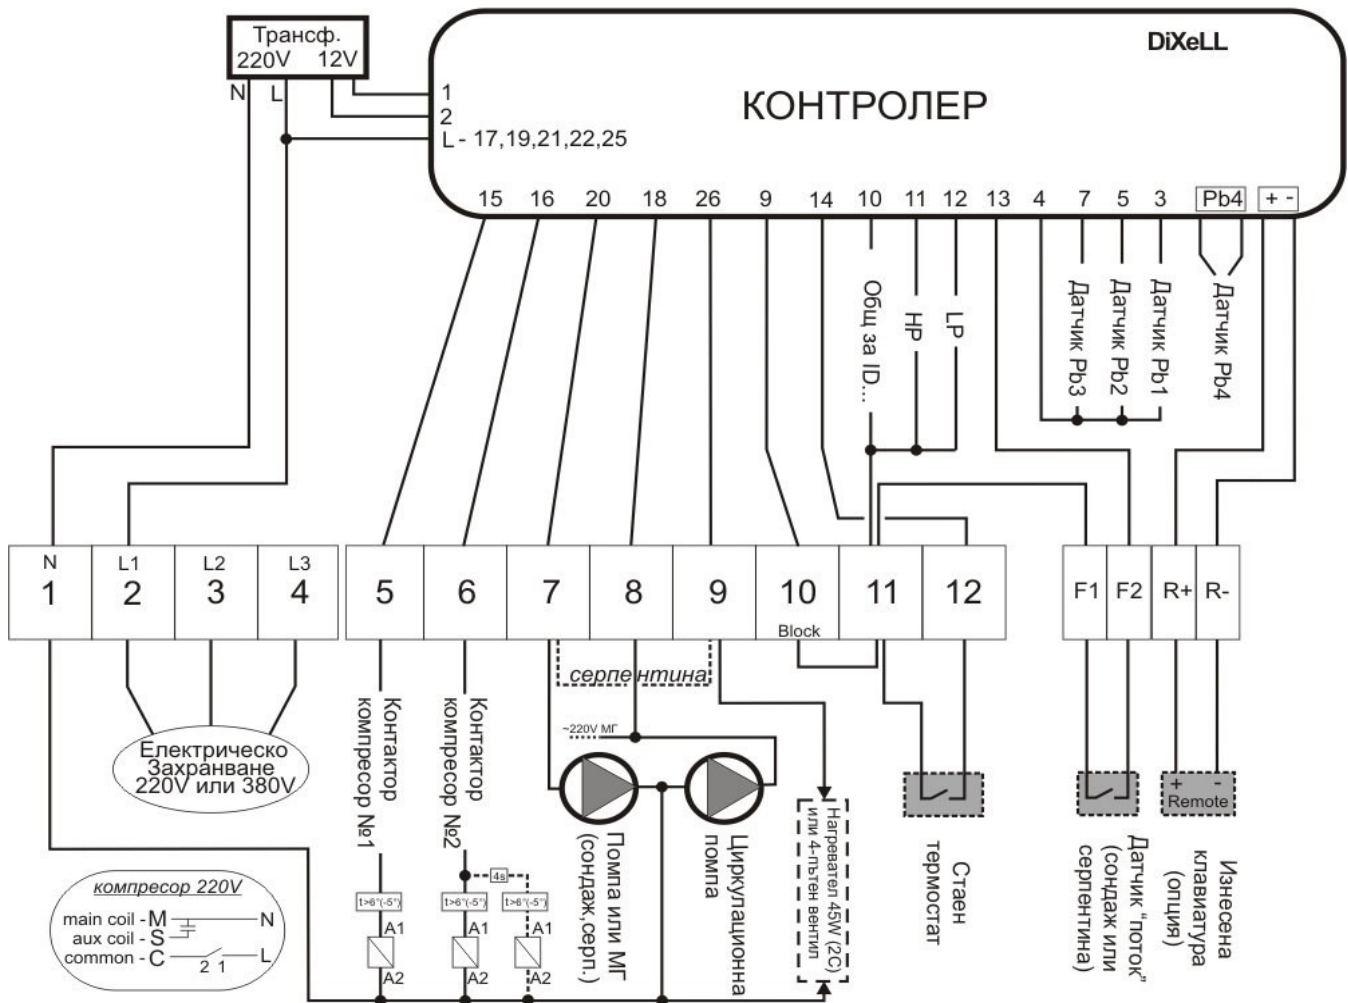 Трансф.
220V 12V
N L
DiXeLL
КОНТРОЛЕР
1
2
L - 17,19,21,22,25
15 16 20 18 26 9 14 10 11 12 13 4 7 5 3 Pb4 + -
Общ за ID...
HP
LP
Датчик Pb3
Датчик Pb2
Датчик Pb1
Датчик Pb4
N L1 L2 L3
1 2 3 4 5 6 7 8 9 10 11 12 F1 F2 R+ R-
Block
серпентина
~220V МГ
Електрическо
Захранване
220V или 380V
Контактор
компресор №1
Контактор
компресор №2
4s
t>6°(-5°) t>6°(-5°) t>6°(-5°)
A1 A1 A1
A2 A2 A2
Помпа или МГ
(сондаж,серп.)
Циркулационна
помпа
Нагревател 45W (2C)
или 4-пътен вентил
Стаен
термостат
Датчик "поток"
(сондаж или
серпентина)
+ -
Remote
Изнесена
клавиатура
(опция)
компресор 220V
main coil - M N
aux coil - S
common - C L
2 1